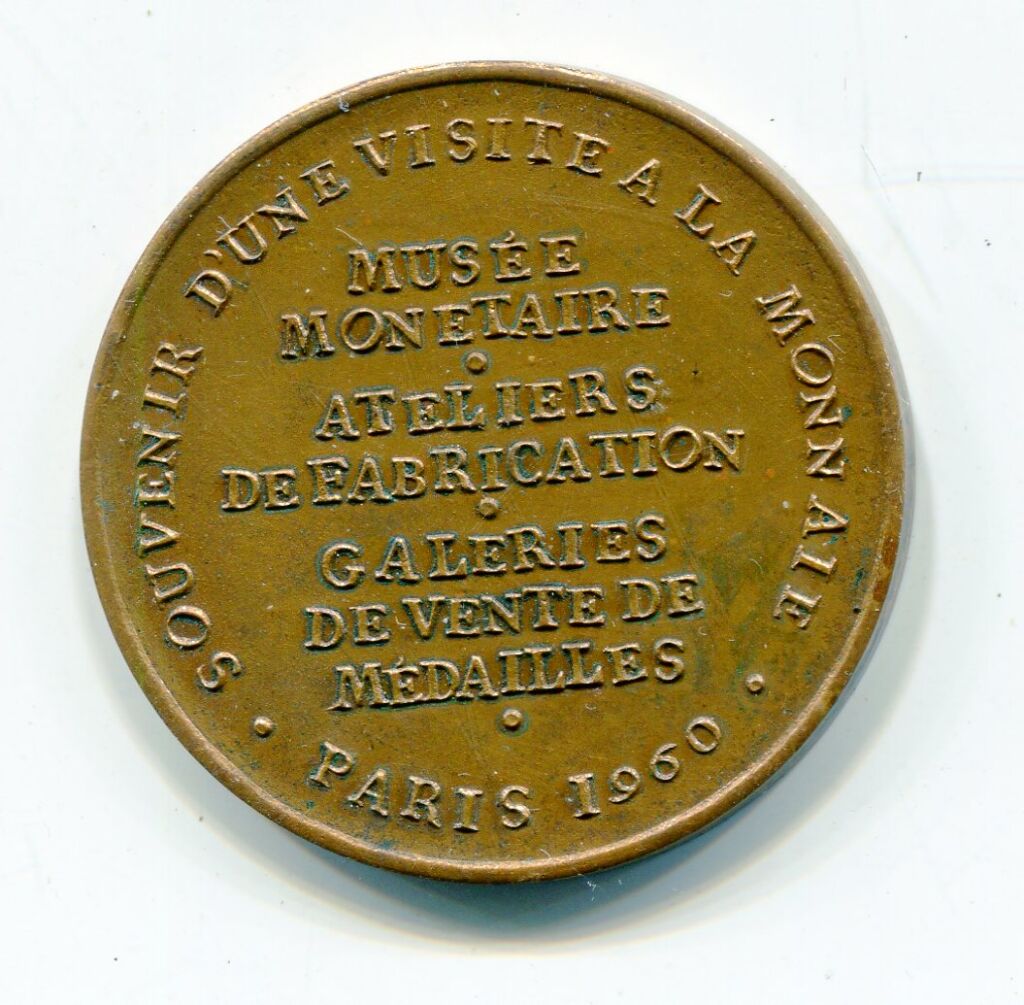 SOUVENIR D'UNE VISITE A LA MONNAIE
MUSÉE
MONETAIRE
ATELIERS
DE FABRICATION
GALERIES
DE VENTE DE
MÉDAILLES
PARIS 1960